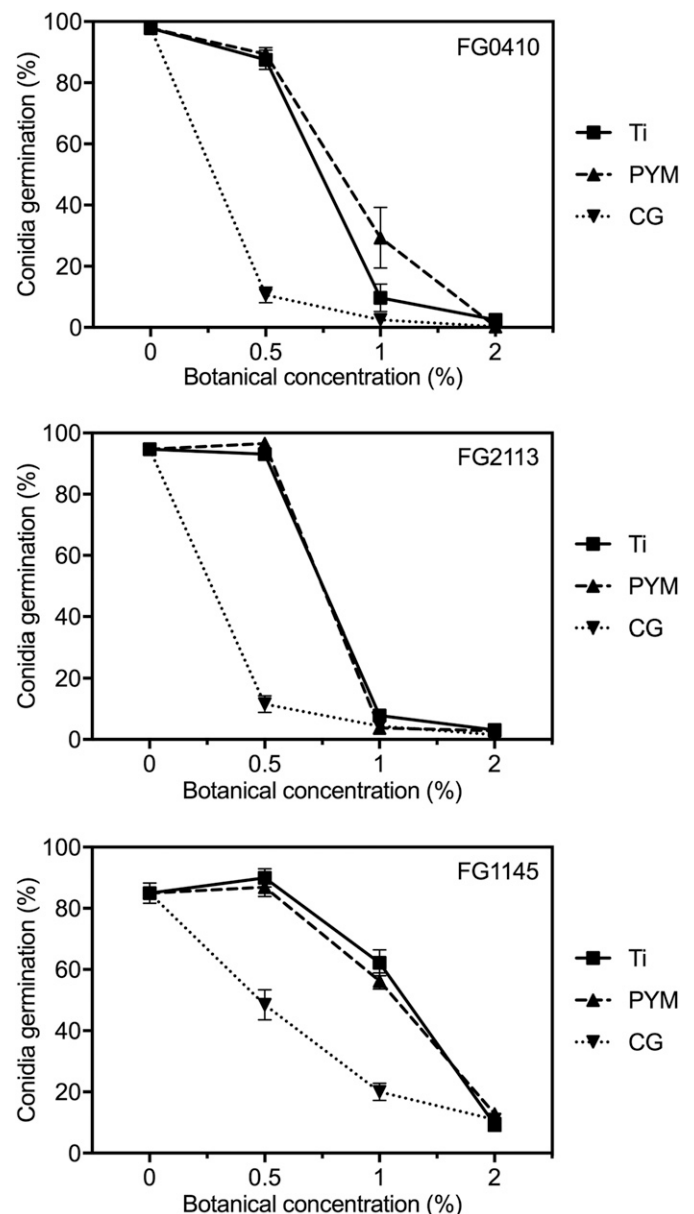 FG0410
100
80
60
40
20
0
Conidia germination (%)
0 0.5 1 2
Botanical concentration (%)
Ti
PYM
CG
FG2113
100
80
60
40
20
0
Conidia germination (%)
0 0.5 1 2
Botanical concentration (%)
Ti
PYM
CG
FG1145
100
80
60
40
20
0
Conidia germination (%)
0 0.5 1 2
Botanical concentration (%)
Ti
PYM
CG